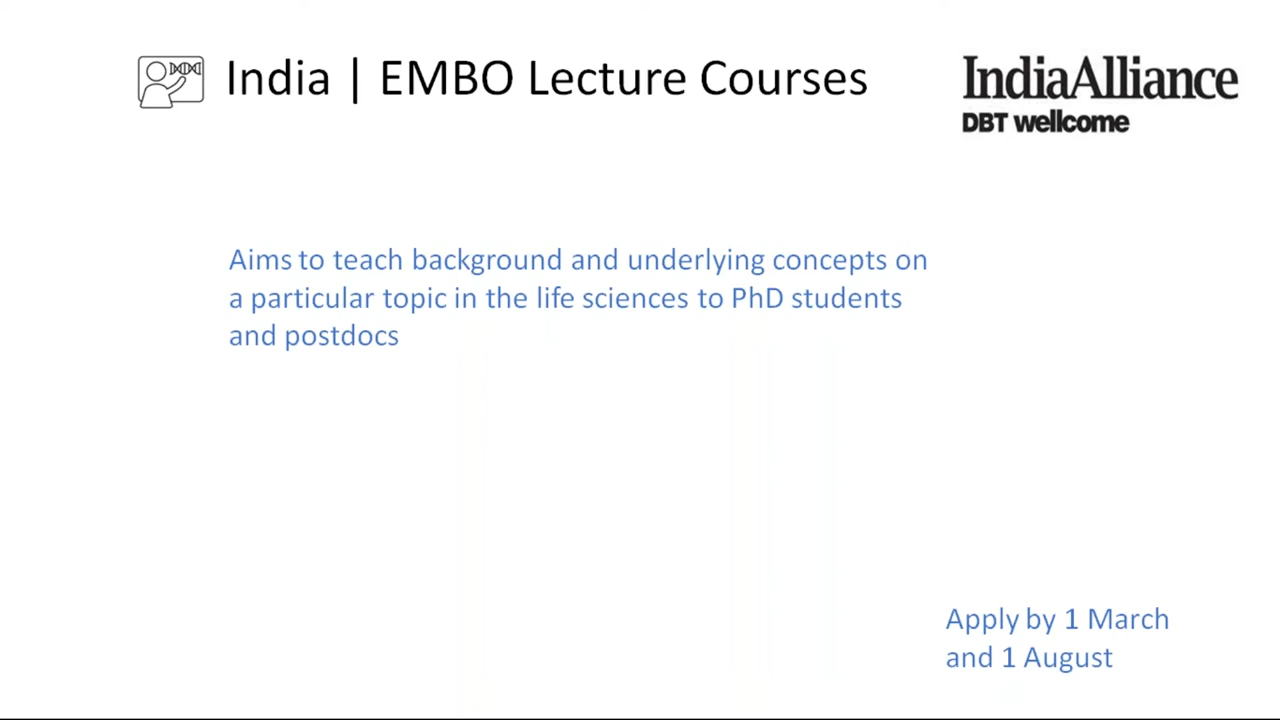 India | EMBO Lecture Courses
IndiaAlliance
DBT wellcome
Aims to teach background and underlying concepts on
a particular topic in the life sciences to PhD students
and postdocs
Apply by 1 March
and 1 August